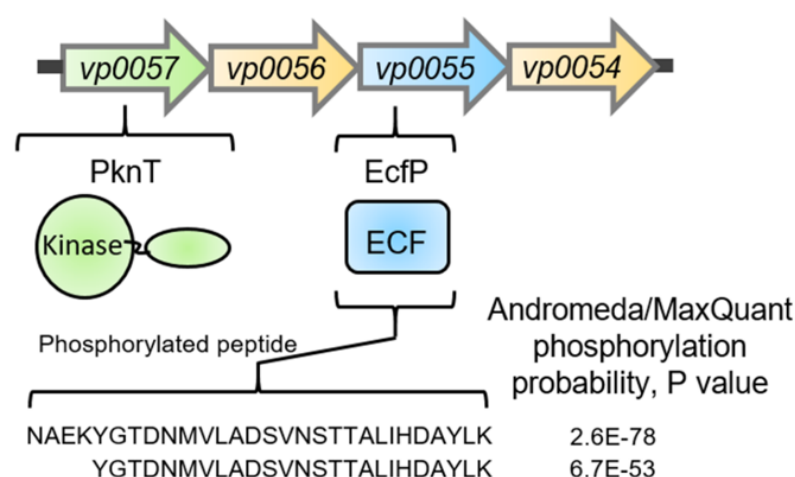 vp0057 vp0056 vp0055 vp0054
PknT EcfP
Kinase ECF
Andromeda/MaxQuant
phosphorylation
probability, P value
Phosphorylated peptide
NAEKYGTDNMVLADSVNSTTALIHDAYLK 2.6E-78
YGTDNMVLADSVNSTTALIHDAYLK 6.7E-53